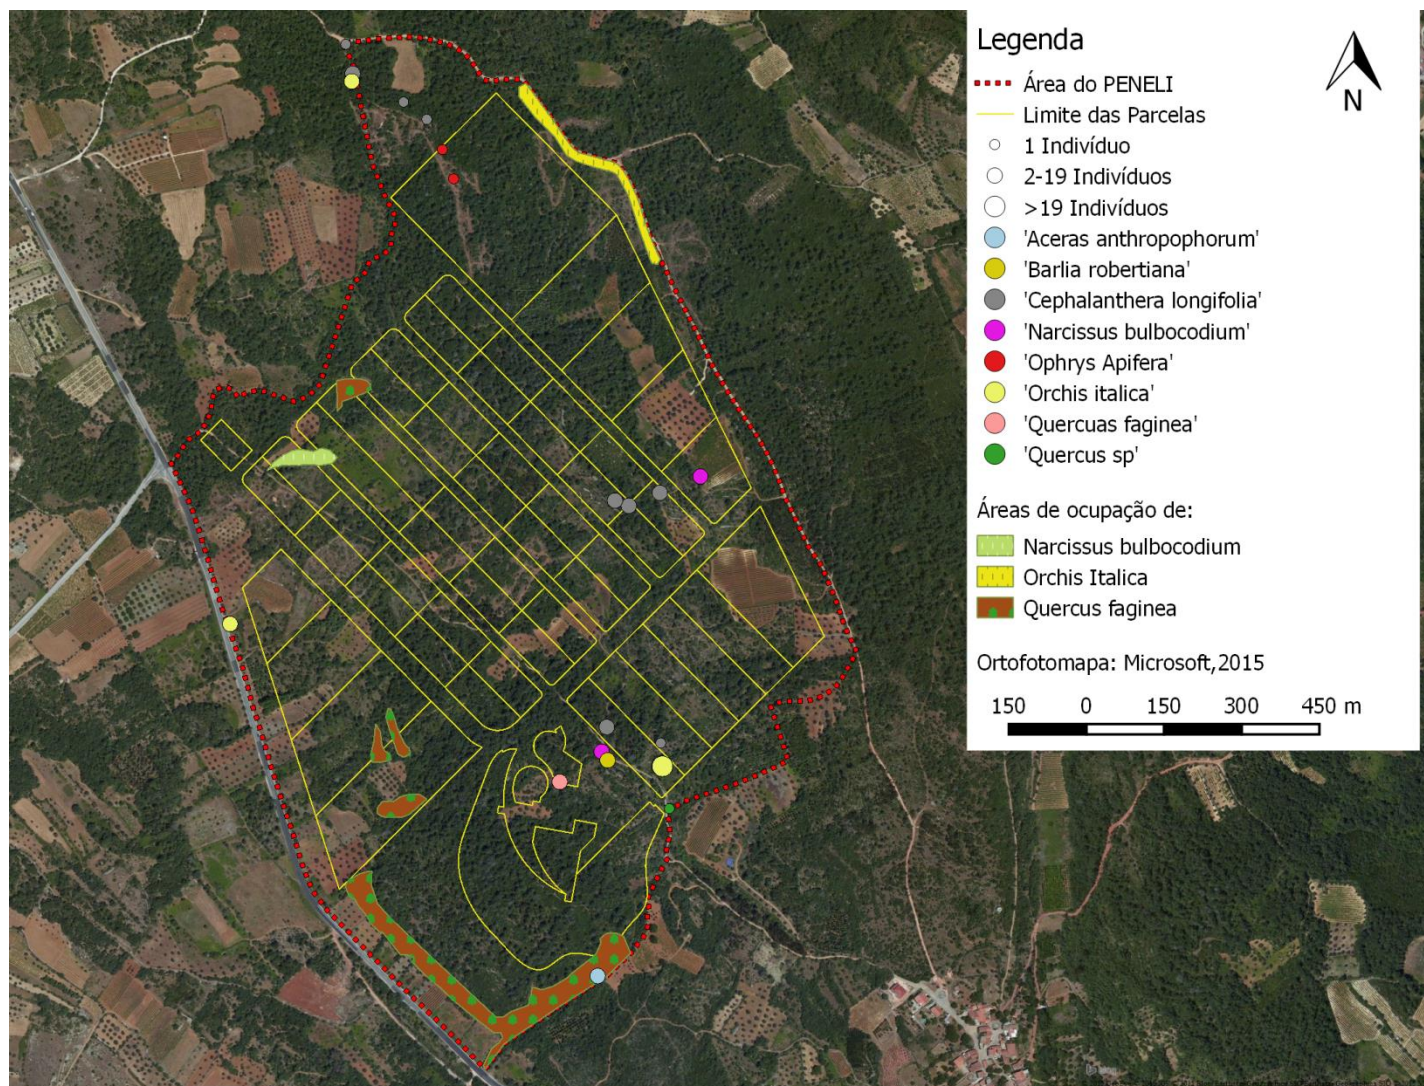 Legenda
N
Área do PENELI
Limite das Parcelas
1 Indivíduo
2-19 Indivíduos
>19 Indivíduos
'Aceras anthropophorum'
'Barlia robertiana'
'Cephalanthera longifolia'
'Narcissus bulbocodium'
'Ophrys Apifera'
'Orchis italica'
'Quercuas faginea'
'Quercus sp'
Áreas de ocupação de:
Narcissus bulbocodium
Orchis Italica
Quercus faginea
Ortofotomapa: Microsoft,2015
150 0 150 300 450 m